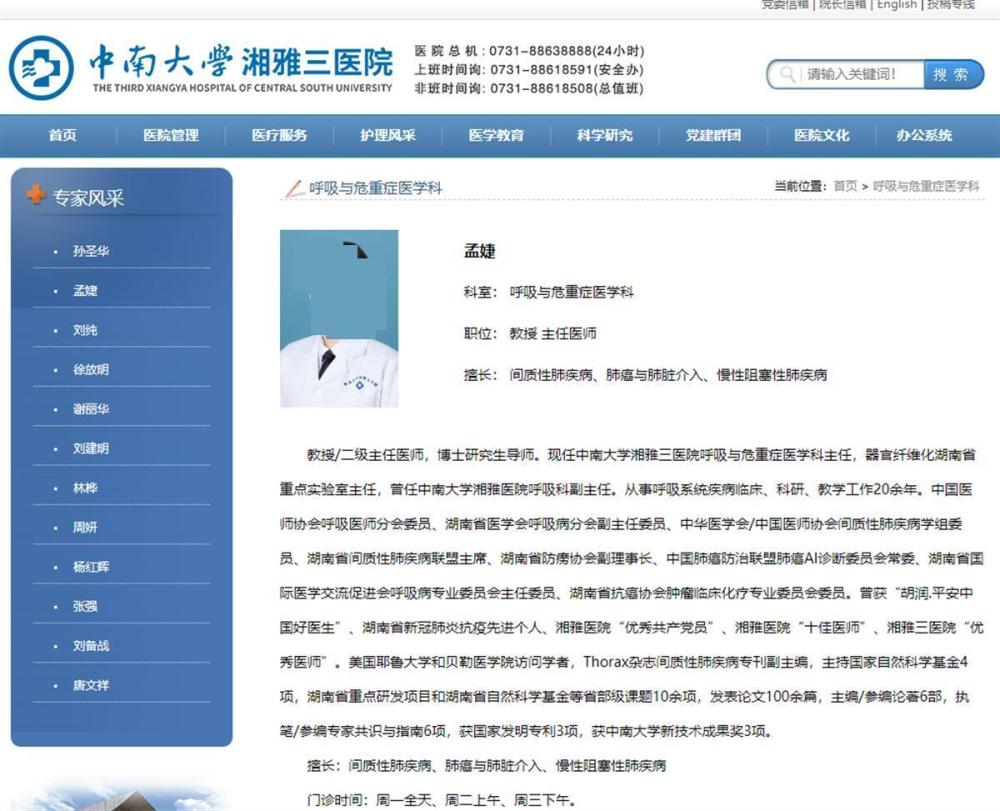 党委信箱 | 院长信箱 | English | 投稿专线
中南大学湘雅三医院
THE THIRD XIANGYA HOSPITAL OF CENTRAL SOUTH UNIVERSITY
医院总机：0731-88638888(24小时)
上班时间询：0731-88618591(安全办)
非班时间询：0731-88618508(总值班)
请输入关键词！
搜 索
首页 医院管理 医疗服务 护理风采 医学教育 科学研究 党建群团 医院文化 办公系统
专家风采
孙圣华
孟婕
刘纯
徐放明
谢丽华
刘建明
林桦
周妍
杨红辉
张强
刘备战
唐文祥
呼吸与危重症医学科
当前位置：首页 > 呼吸与危重症医学科
孟婕
科室： 呼吸与危重症医学科
职位： 教授 主任医师
擅长： 间质性肺疾病、肺癌与肺脏介入、慢性阻塞性肺疾病
教授/二级主任医师，博士研究生导师。现任中南大学湘雅三医院呼吸与危重症医学科主任，器官纤维化湖南省
重点实验室主任，曾任中南大学湘雅医院呼吸科副主任。从事呼吸系统疾病临床、科研、教学工作20余年。中国医
师协会呼吸医师分会委员、湖南省医学会呼吸病分会副主任委员、中华医学会/中国医师协会间质性肺疾病学组委
员、湖南省间质性肺疾病联盟主席、湖南省防痨协会副理事长、中国肺癌防治联盟肺癌AI诊断委员会常委、湖南省国
际医学交流促进会呼吸病专业委员会主任委员、湖南省抗癌协会肿瘤临床化疗专业委员会委员。曾获“胡润.平安中
国好医生”、湖南省新冠肺炎抗疫先进个人、湘雅医院“优秀共产党员”、湘雅医院“十佳医师”、湘雅三医院“优
秀医师”。美国耶鲁大学和贝勒医学院访问学者，Thorax杂志间质性肺疾病专刊副主编，主持国家自然科学基金4
项，湖南省重点研发项目和湖南省自然科学基金等省部级课题10余项，发表论文100余篇，主编/参编论著6部，执
笔/参编专家共识与指南6项，获国家发明专利3项，获中南大学新技术成果奖3项。
擅长：间质性肺疾病、肺癌与肺脏介入、慢性阻塞性肺疾病
门诊时间：周一全天、周二上午、周三下午。